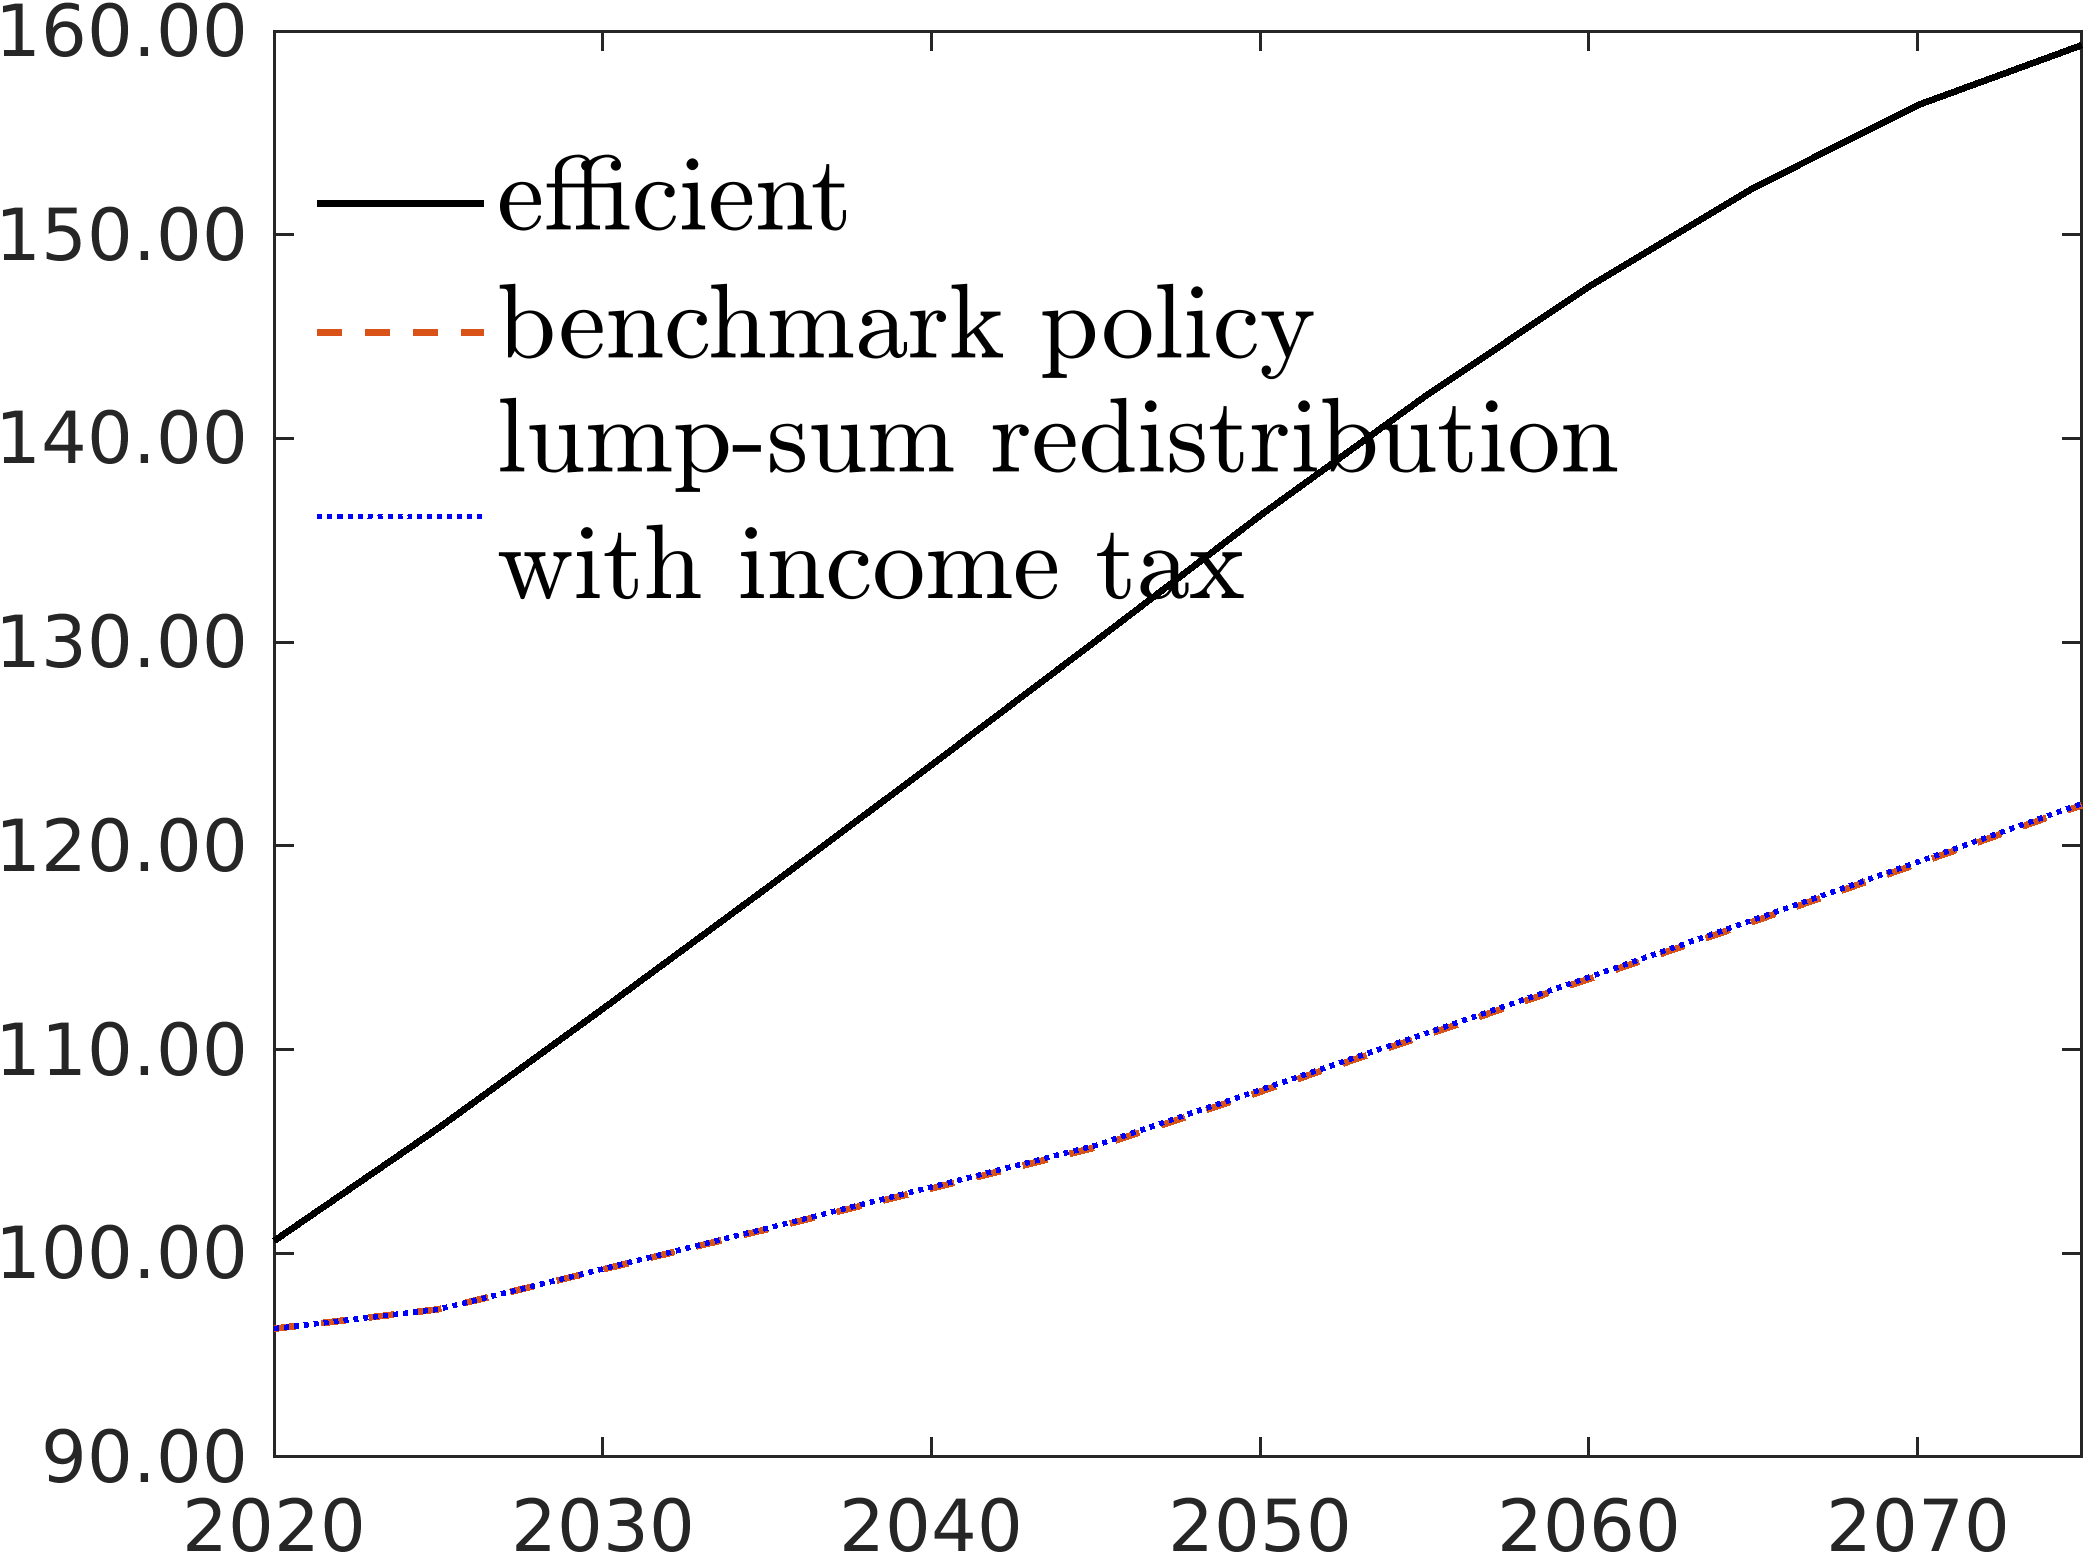 160.00
efficient
150.00
benchmark policy
140.00
lump-sum redistribution
with income tax
130.00
120.00
110.00
100.00
90.00
2020 2030 2040 2050 2060 2070